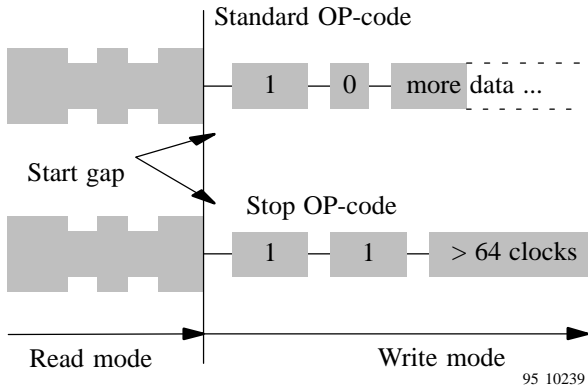 Standard OP-code
1 0 more data ...
Start gap
Stop OP-code
1 1 > 64 clocks
Read mode Write mode
95 10239